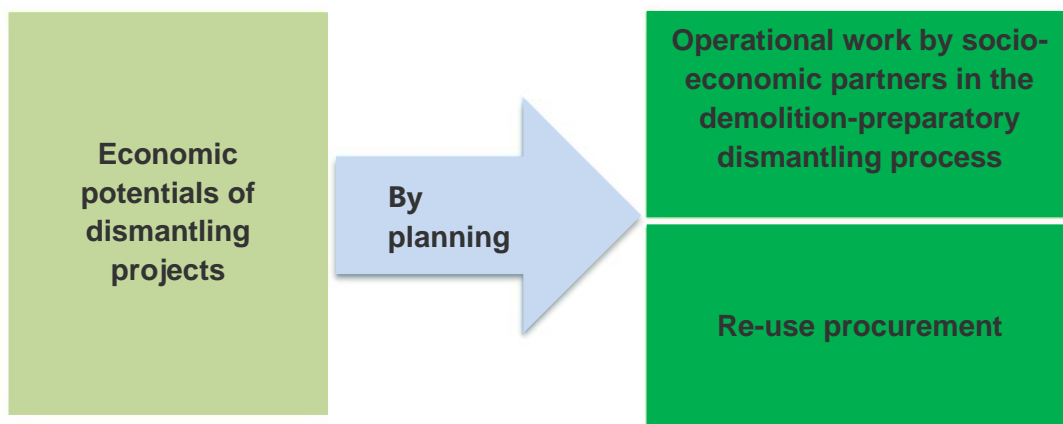 Economic
potentials of
dismantling
projects
By
planning
Operational work by socio-
economic partners in the
demolition-preparatory
dismantling process
Re-use procurement